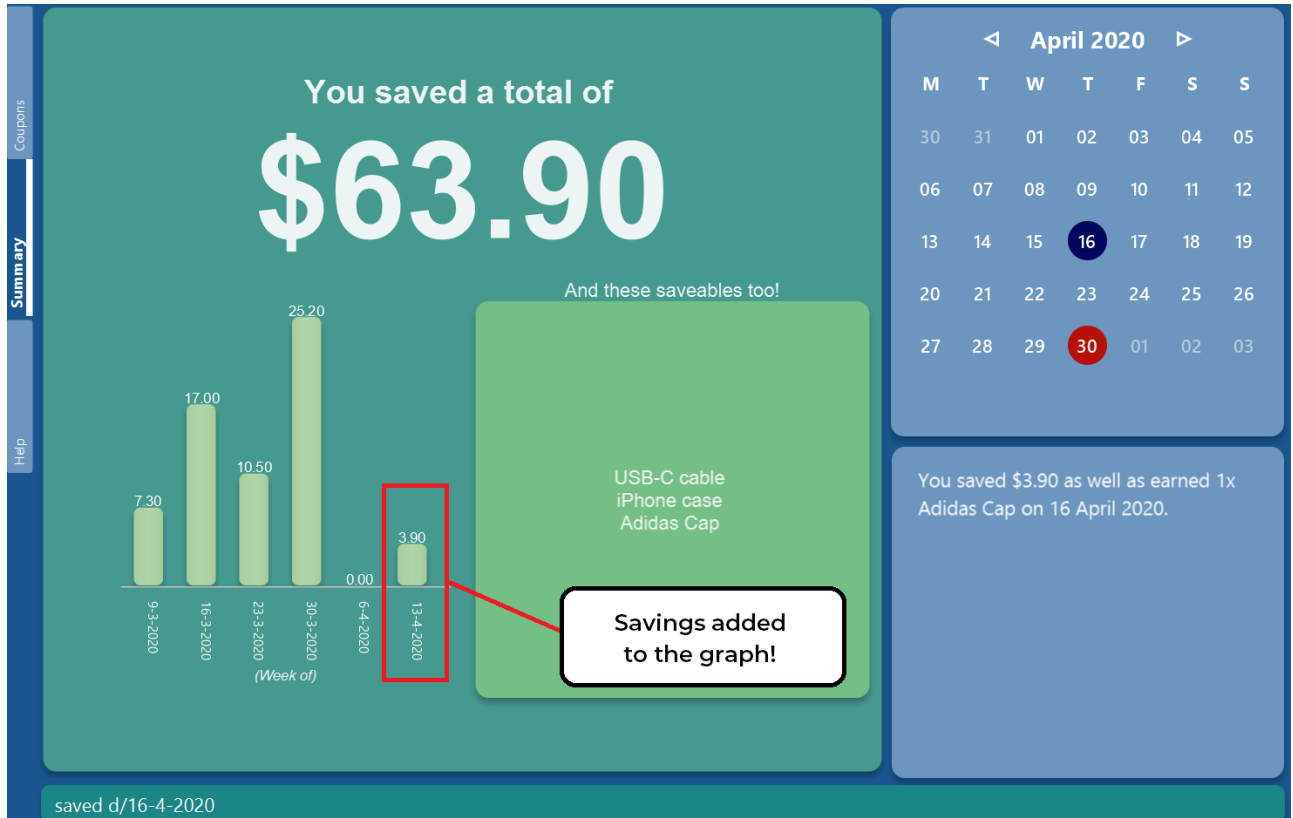 Coupons
Summary
Help
You saved a total of
$63.90
And these saveables too!
25.20
17.00
10.50
7.30
3.90
0.00
9-3-2020
16-3-2020
23-3-2020
30-3-2020
6-4-2020
13-4-2020
(Week of)
USB-C cable
iPhone case
Adidas Cap
Savings added
to the graph!
April 2020
M T W T F S S
30 31 01 02 03 04 05
06 07 08 09 10 11 12
13 14 15 16 17 18 19
20 21 22 23 24 25 26
27 28 29 30 01 02 03
You saved $3.90 as well as earned 1x
Adidas Cap on 16 April 2020.
saved d/16-4-2020